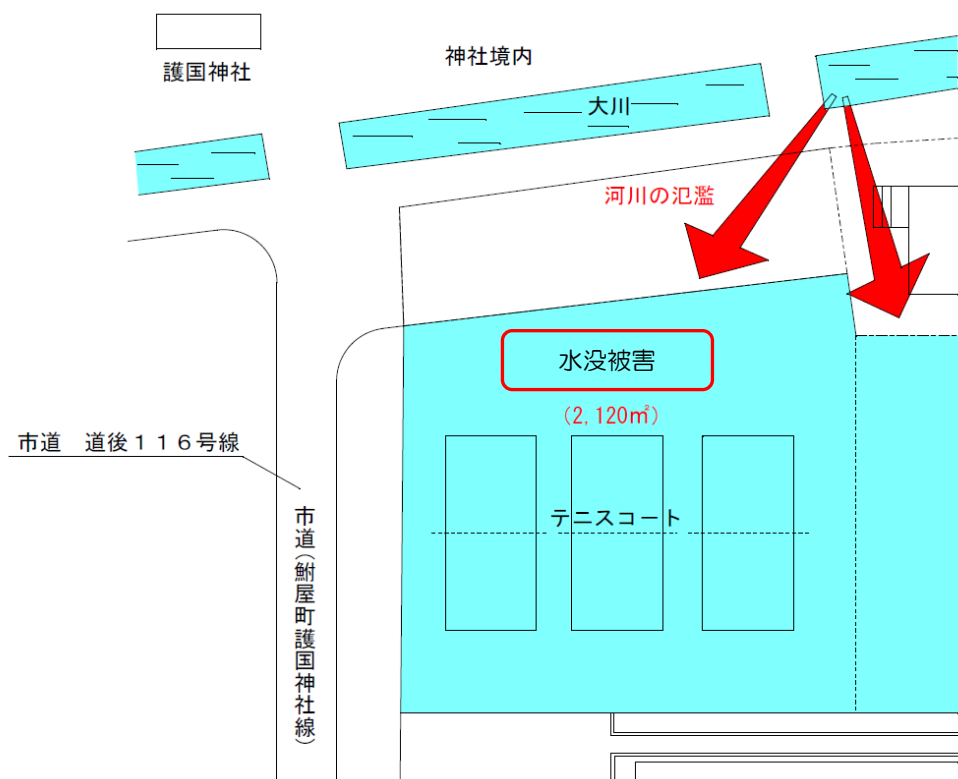 神社境内
護国神社
大川
河川の氾濫
水没被害
(2,120㎡)
市道　道後１１６号線
テニスコート
市道(鮒屋町護国神社線)